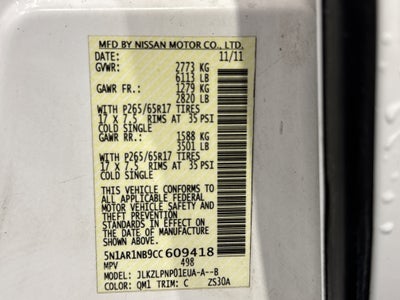 MFD BY NISSAN MOTOR CO., LTD.
DATE: 11/11
GVWR: 2773 KG
6113 LB
GAWR FR.: 1279 KG
2820 LB
WITH P265/65R17 TIRES
17 X 7.5 RIMS AT 35 PSI
COLD SINGLE
GAWR RR.: 1588 KG
3501 LB
WITH P265/65R17 TIRES
17 X 7.5 RIMS AT 35 PSI
COLD SINGLE
THIS VEHICLE CONFORMS TO
ALL APPLICABLE FEDERAL
MOTOR VEHICLE SAFETY
STANDARDS IN EFFECT ON
THE DATE OF MANUFACTURE
SHOWN ABOVE.
5N1AR1NB9CC 609418
MPV 498
MODEL: JLKZLPNP01EUA-A--B
COLOR: QM1 TRIM: C ZS30A